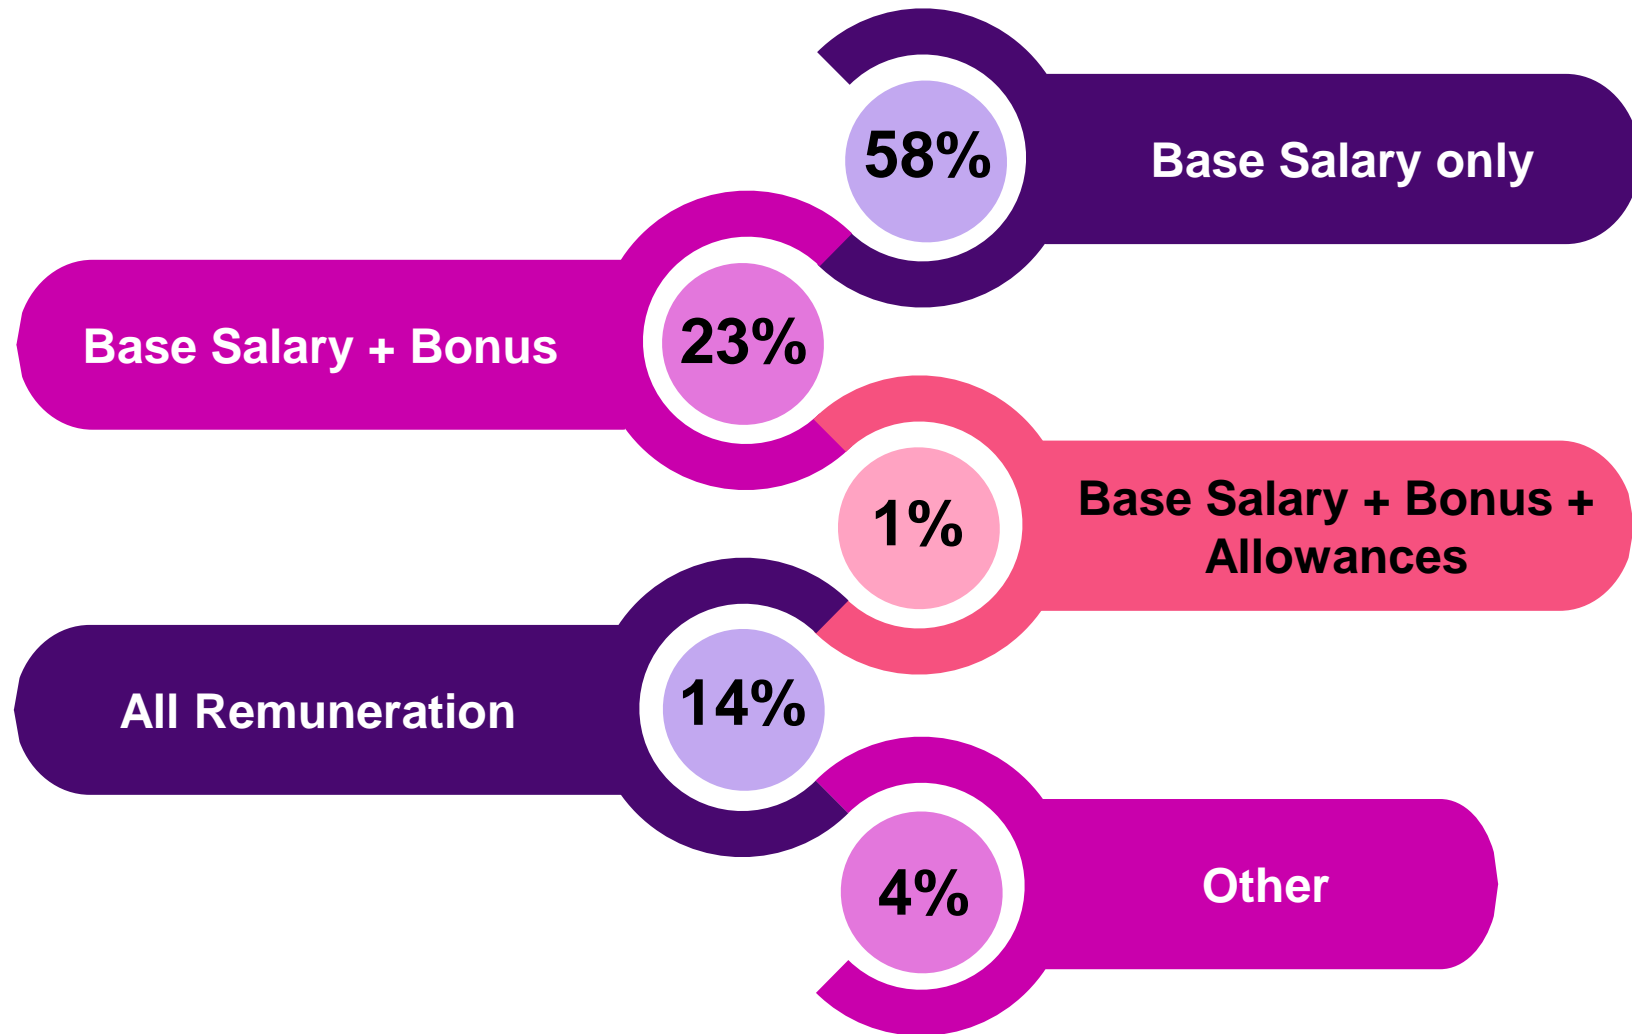 58%
Base Salary only
Base Salary + Bonus
23%
1%
Base Salary + Bonus +
Allowances
All Remuneration
14%
4%
Other